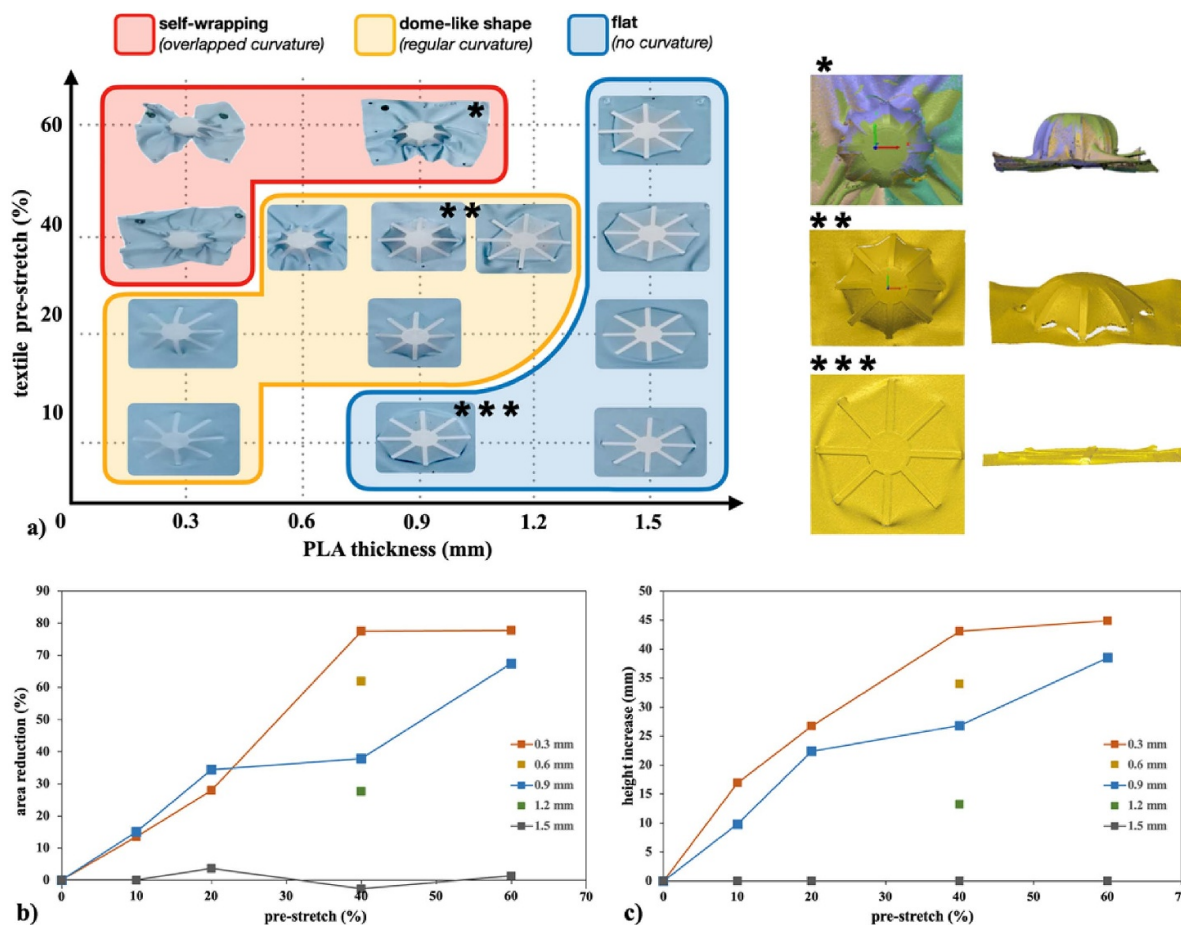 self-wrapping
(overlapped curvature)
dome-like shape
(regular curvature)
flat
(no curvature)
textile pre-stretch (%)
60
40
20
10
0
0.3
0.6
0.9
1.2
1.5
PLA thickness (mm)
a)
*
**
***
*
**
***
area reduction (%)
90
80
70
60
50
40
30
20
10
0
0
10
20
30
40
50
60
70
pre-stretch (%)
0.3 mm
0.6 mm
0.9 mm
1.2 mm
1.5 mm
b)
height increase (mm)
50
45
40
35
30
25
20
15
10
5
0
0
10
20
30
40
50
60
70
pre-stretch (%)
0.3 mm
0.6 mm
0.9 mm
1.2 mm
1.5 mm
c)